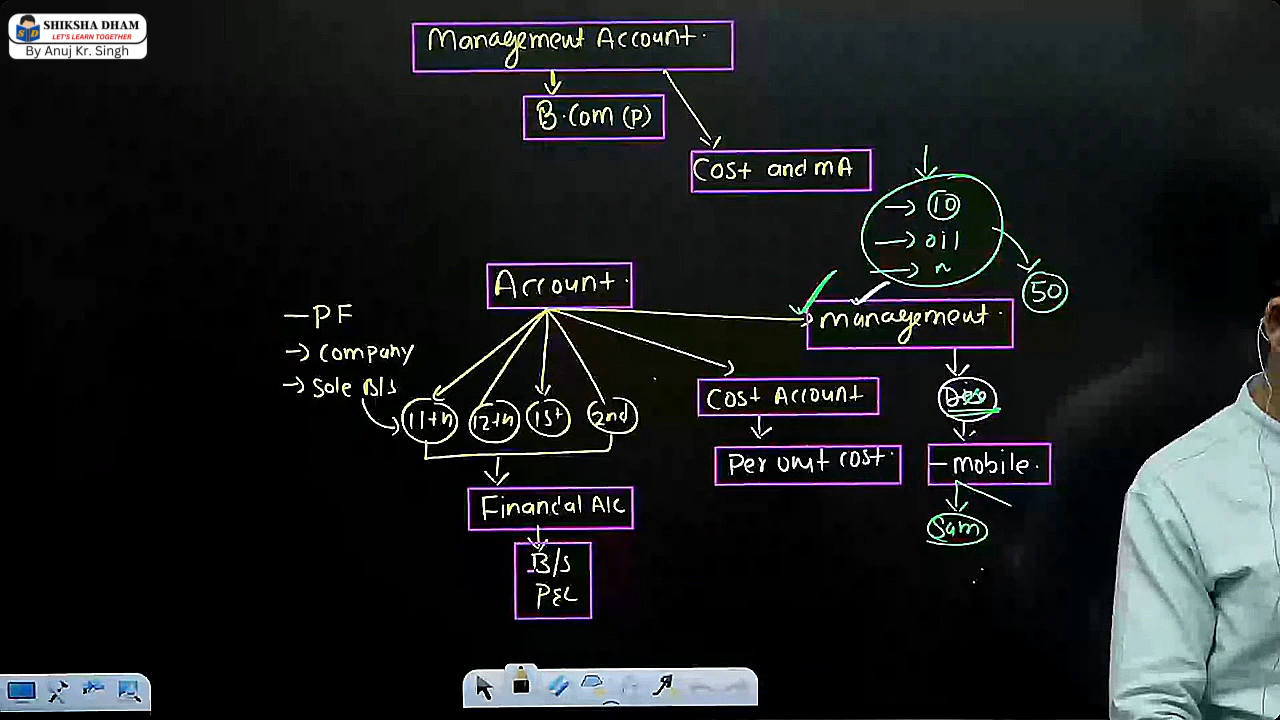 SHIKSHA DHAM
LET'S LEARN TOGETHER
By Anuj Kr. Singh
Management Account.
B.Com (P)
Cost and MA
→ 10
→ oil
→ n
50
Account.
Management.
— PF
→ Company
→ Sole B/s
11th
12th
1st
2nd
Cost Account
Per unit cost.
– mobile.
Sam
Financial A/c
B/s
P&L